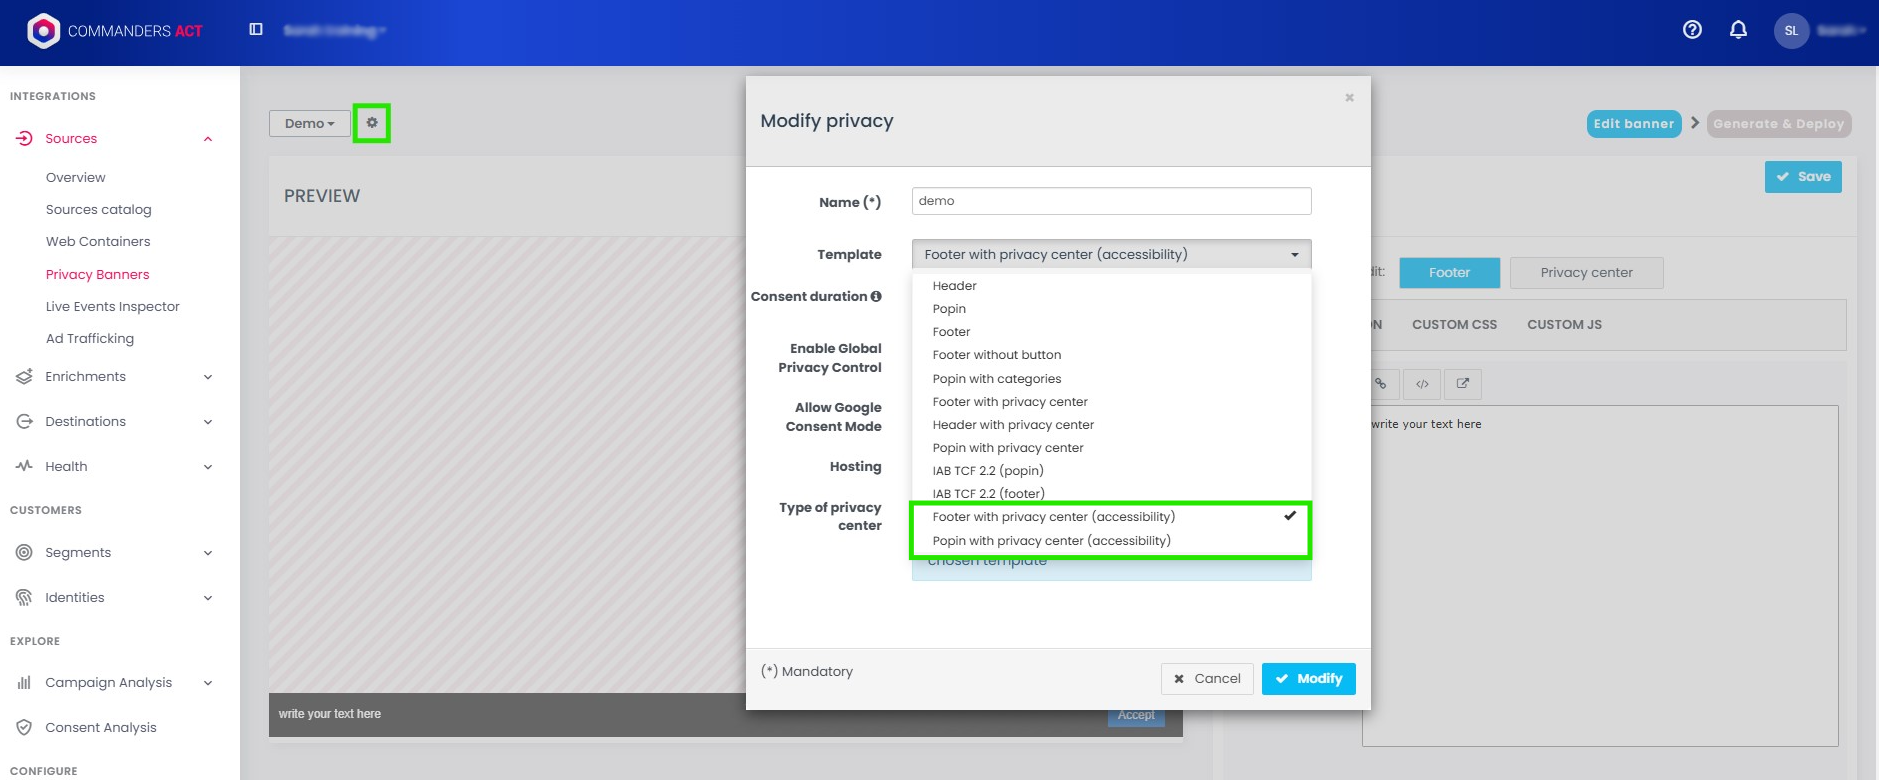 COMMANDERS ACT
SL
INTEGRATIONS
Sources
Overview
Sources catalog
Web Containers
Privacy Banners
Live Events Inspector
Ad Trafficking
Enrichments
Destinations
Health
CUSTOMERS
Segments
Identities
EXPLORE
Campaign Analysis
Consent Analysis
CONFIGURE
Demo
PREVIEW
write your text here
Accept
Modify privacy
Name (*)
demo
Template
Footer with privacy center (accessibility)
Header
Popin
Footer
Footer without button
Popin with categories
Footer with privacy center
Header with privacy center
Popin with privacy center
IAB TCF 2.2 (popin)
IAB TCF 2.2 (footer)
Footer with privacy center (accessibility)
Popin with privacy center (accessibility)
chosen template
Consent duration
Enable Global
Privacy Control
Allow Google
Consent Mode
Hosting
Type of privacy
center
(*) Mandatory
Cancel
Modify
Edit banner
Generate & Deploy
Save
dit:
Footer
Privacy center
N
CUSTOM CSS
CUSTOM JS
write your text here